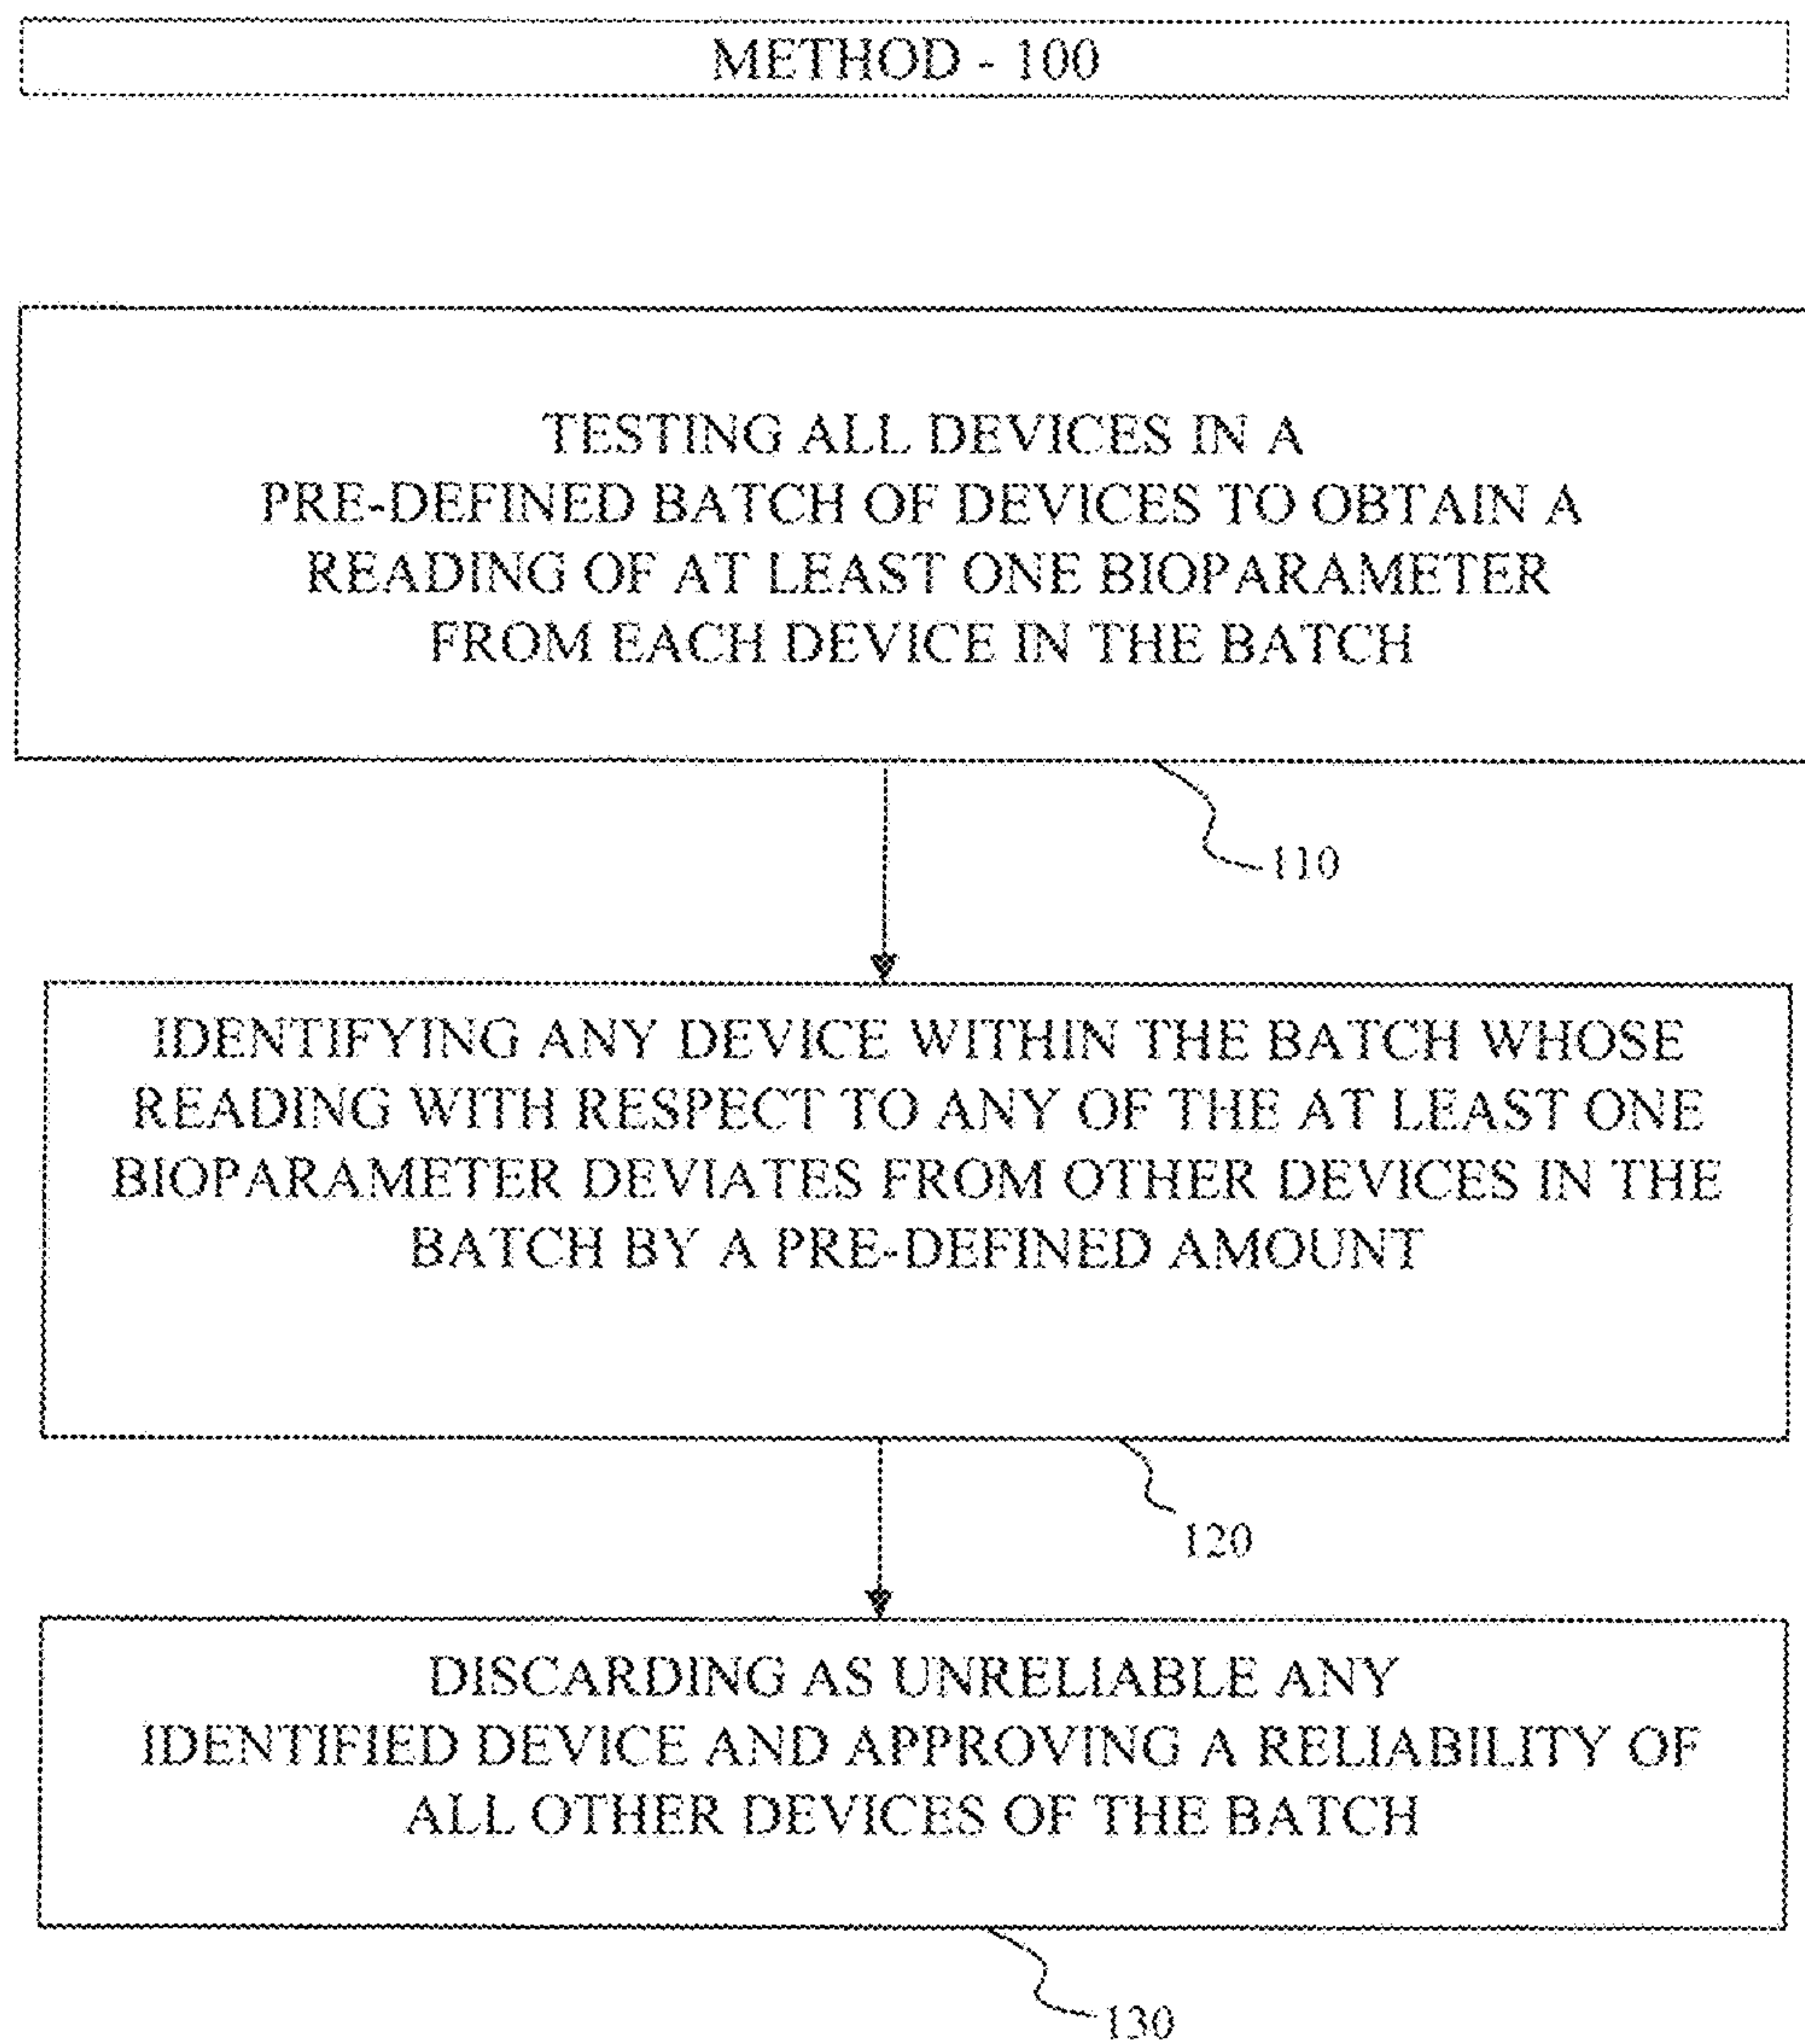 METHOD - 100
TESTING ALL DEVICES IN A
PRE-DEFINED BATCH OF DEVICES TO OBTAIN A
READING OF AT LEAST ONE BIOPARAMETER
FROM EACH DEVICE IN THE BATCH
110
IDENTIFYING ANY DEVICE WITHIN THE BATCH WHOSE
READING WITH RESPECT TO ANY OF THE AT LEAST ONE
BIOPARAMETER DEVIATES FROM OTHER DEVICES IN THE
BATCH BY A PRE-DEFINED AMOUNT
120
DISCARDING AS UNRELIABLE ANY
IDENTIFIED DEVICE AND APPROVING A RELIABILITY OF
ALL OTHER DEVICES OF THE BATCH
130